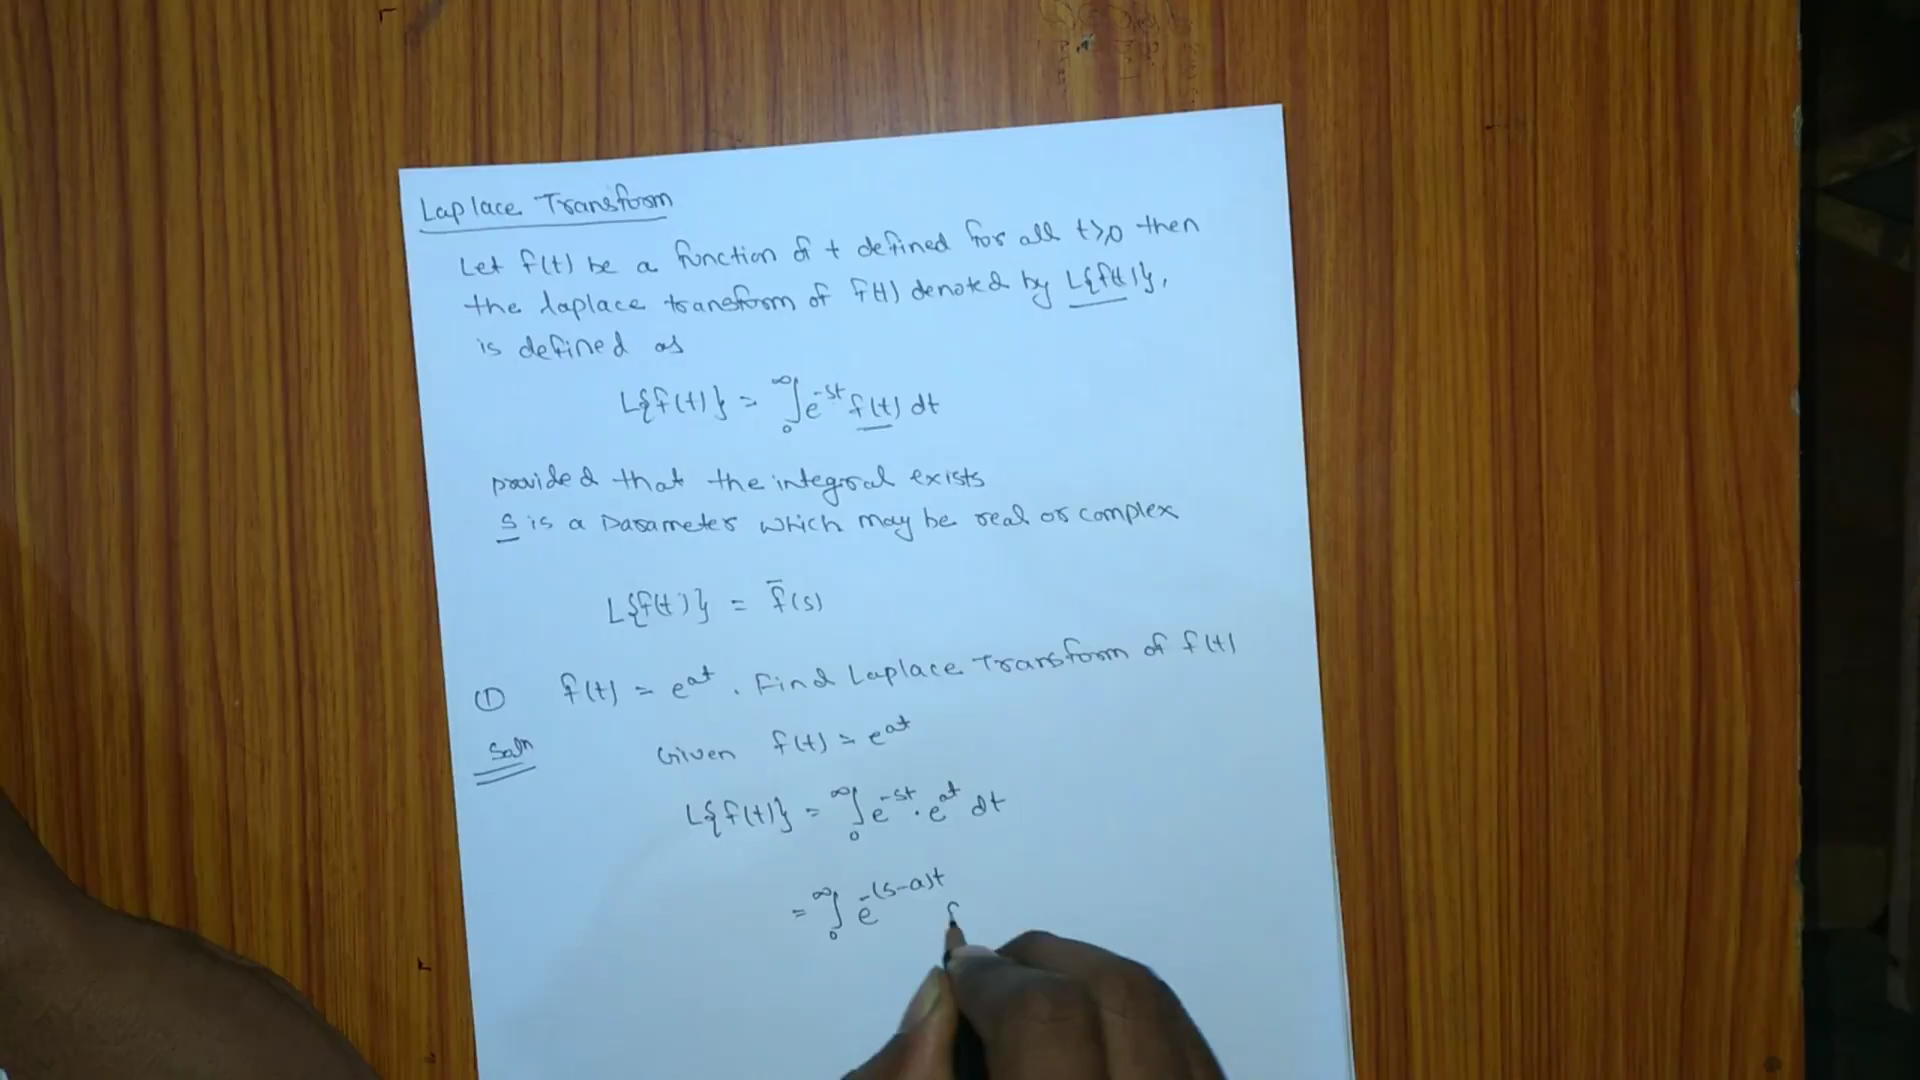 Laplace Transform
Let f(t) be a function of t defined for all t≥0 then
the laplace transform of f(t) denoted by L{f(t)},
is defined as
L{f(t)} = ∫₀^∞ e^{-st} f(t) dt
provided that the integral exists
s is a parameter which may be real or complex
L{f(t)} = f̄(s)
① f(t) = e^{at}. Find Laplace Transform of f(t)
Soln Given f(t) = e^{at}
L{f(t)} = ∫₀^∞ e^{-st} · e^{at} dt
= ∫₀^∞ e^{-(s-a)t}